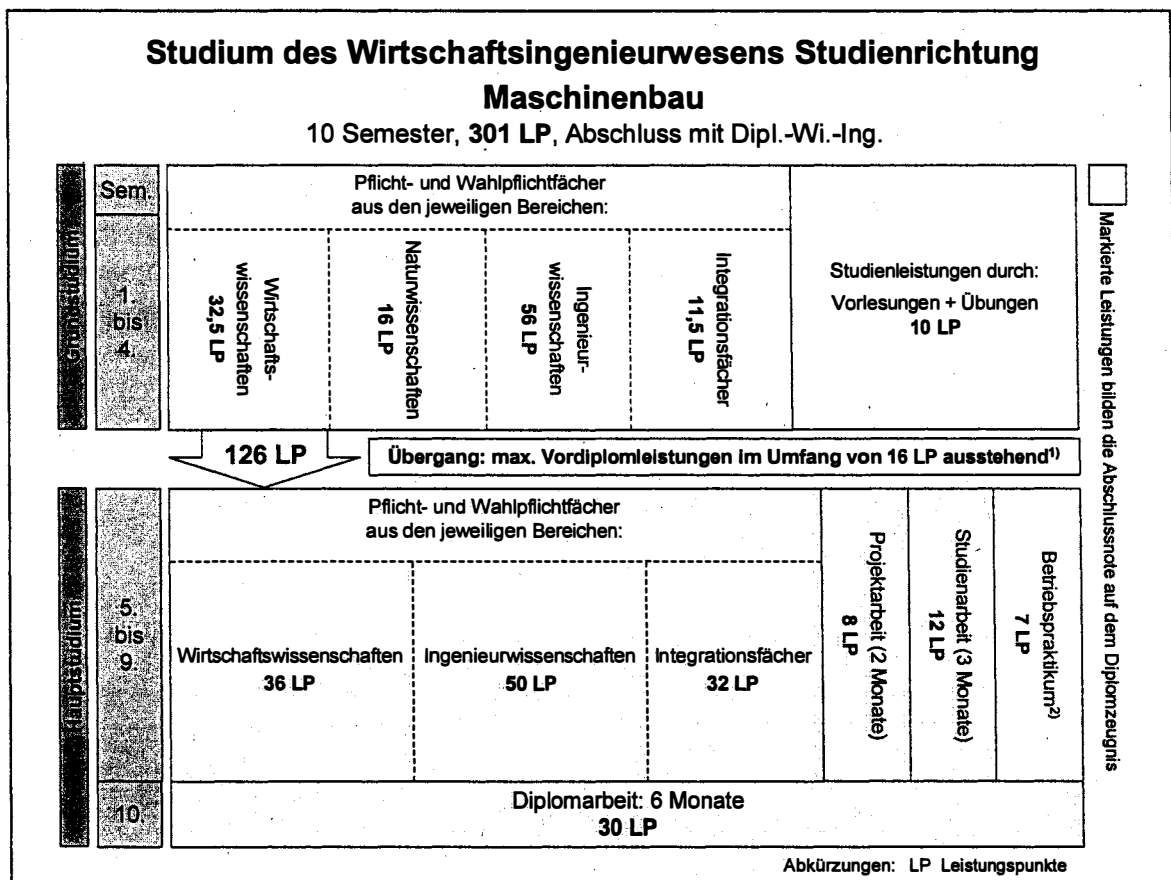 Studium des Wirtschaftsingenieurwesens Studienrichtung
Maschinenbau
10 Semester, 301 LP, Abschluss mit Dipl.-Wi.-Ing.
Grundstudium
Sem.
1.
bis
4.
Pflicht- und Wahlpflichtfächer
aus den jeweiligen Bereichen:
Wirtschafts-
wissenschaften
32,5 LP
Naturwissenschaften
16 LP
Ingenieur-
wissenschaften
56 LP
Integrationsfächer
11,5 LP
Studienleistungen durch:
Vorlesungen + Übungen
10 LP
126 LP
Übergang: max. Vordiplomleistungen im Umfang von 16 LP ausstehend¹⁾
Hauptstudium
5.
bis
9.
Pflicht- und Wahlpflichtfächer
aus den jeweiligen Bereichen:
Wirtschaftswissenschaften
36 LP
Ingenieurwissenschaften
50 LP
Integrationsfächer
32 LP
Projektarbeit (2 Monate)
8 LP
Studienarbeit (3 Monate)
12 LP
Betriebspraktikum²⁾
7 LP
10.
Diplomarbeit: 6 Monate
30 LP
Markierte Leistungen bilden die Abschlussnote auf dem Diplomzeugnis
Abkürzungen: LP Leistungspunkte